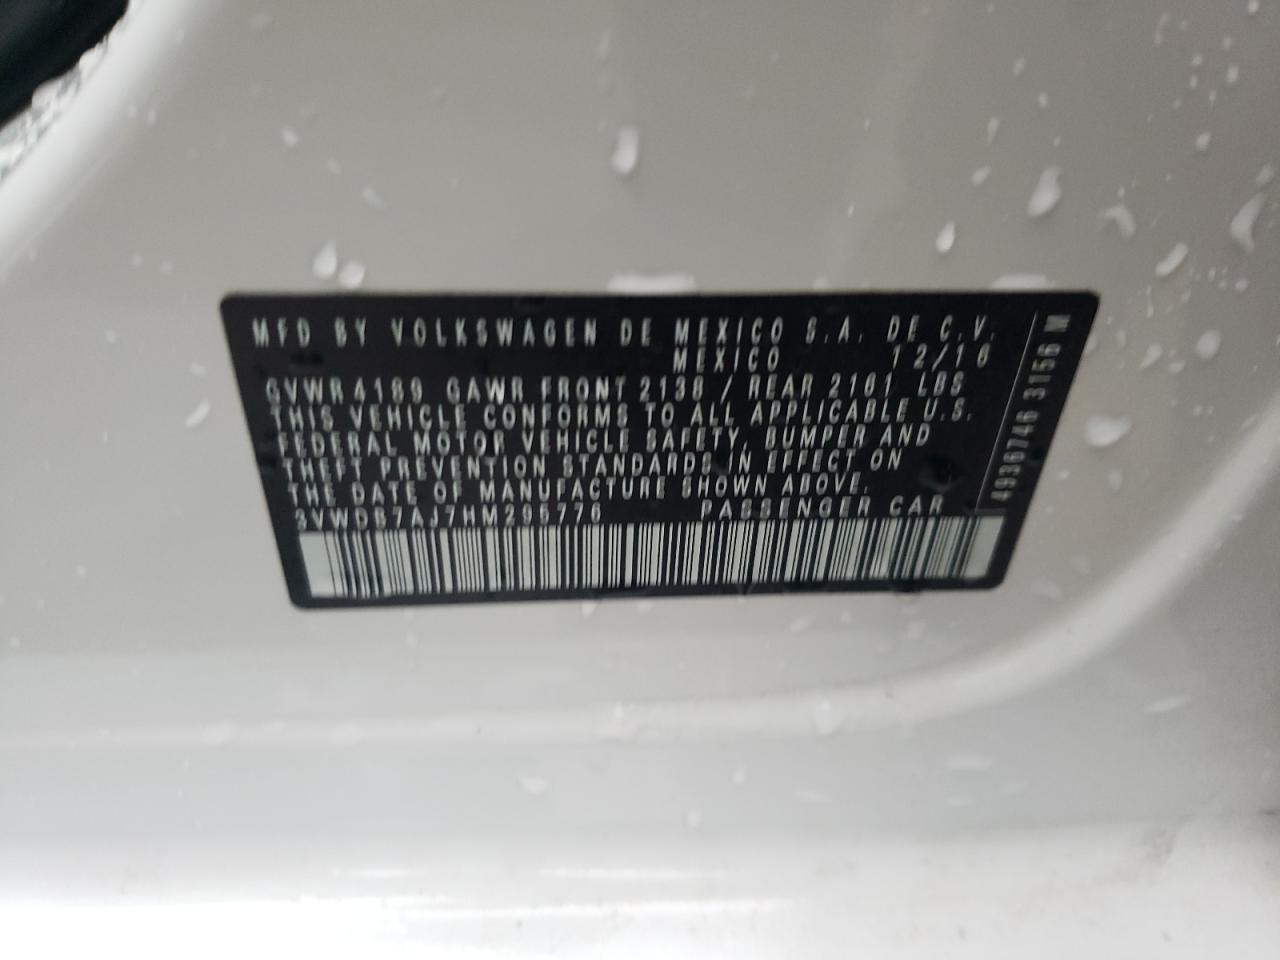 MFD BY VOLKSWAGEN DE MEXICO S.A. DE C.V.
MEXICO 12/16
GVWR 4189 GAWR FRONT 2138 / REAR 2161 LBS
THIS VEHICLE CONFORMS TO ALL APPLICABLE U.S.
FEDERAL MOTOR VEHICLE SAFETY, BUMPER AND
THEFT PREVENTION STANDARDS IN EFFECT ON
THE DATE OF MANUFACTURE SHOWN ABOVE.
3VWDB7AJ7HM295776 PASSENGER CAR
4936746 3156 M